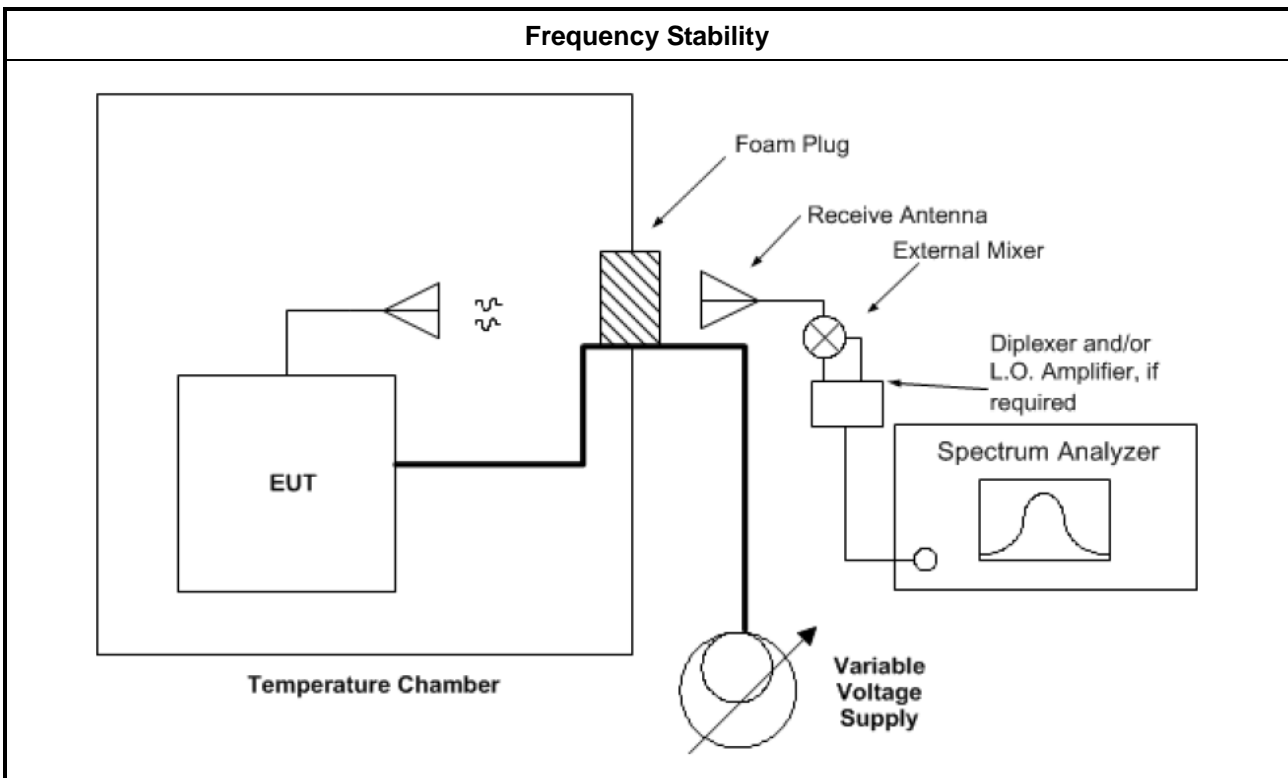 Frequency Stability
Foam Plug
Receive Antenna
External Mixer
Diplexer and/or
L.O. Amplifier, if
required
Spectrum Analyzer
EUT
Temperature Chamber
Variable
Voltage
Supply